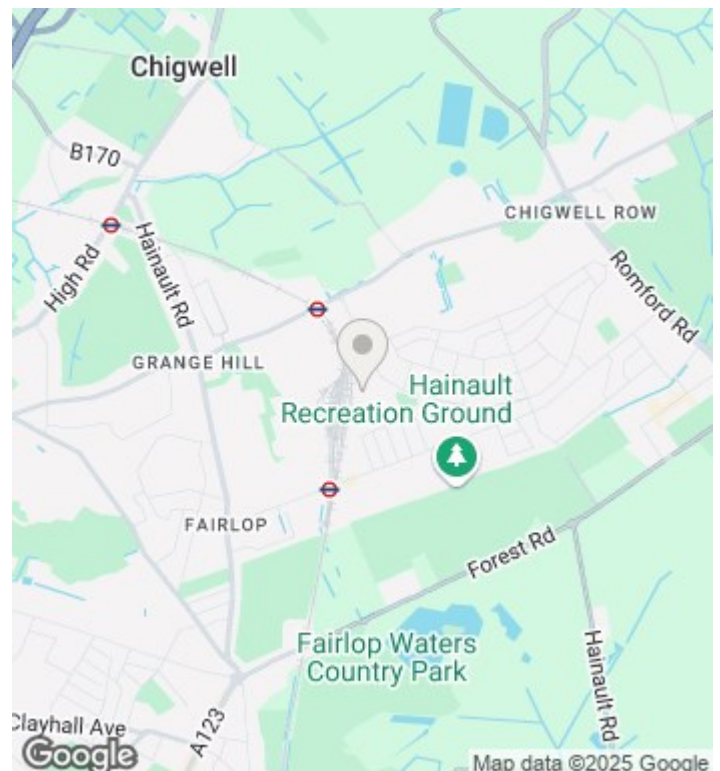 Chigwell
B170
CHIGWELL ROW
High Rd
Hainault Rd
Romford Rd
GRANGE HILL
Hainault
Recreation Ground
FAIRLOP
Forest Rd
Fairlop Waters
Country Park
Hainault Rd
Clayhall Ave
A123
Google
Map data ©2025 Google